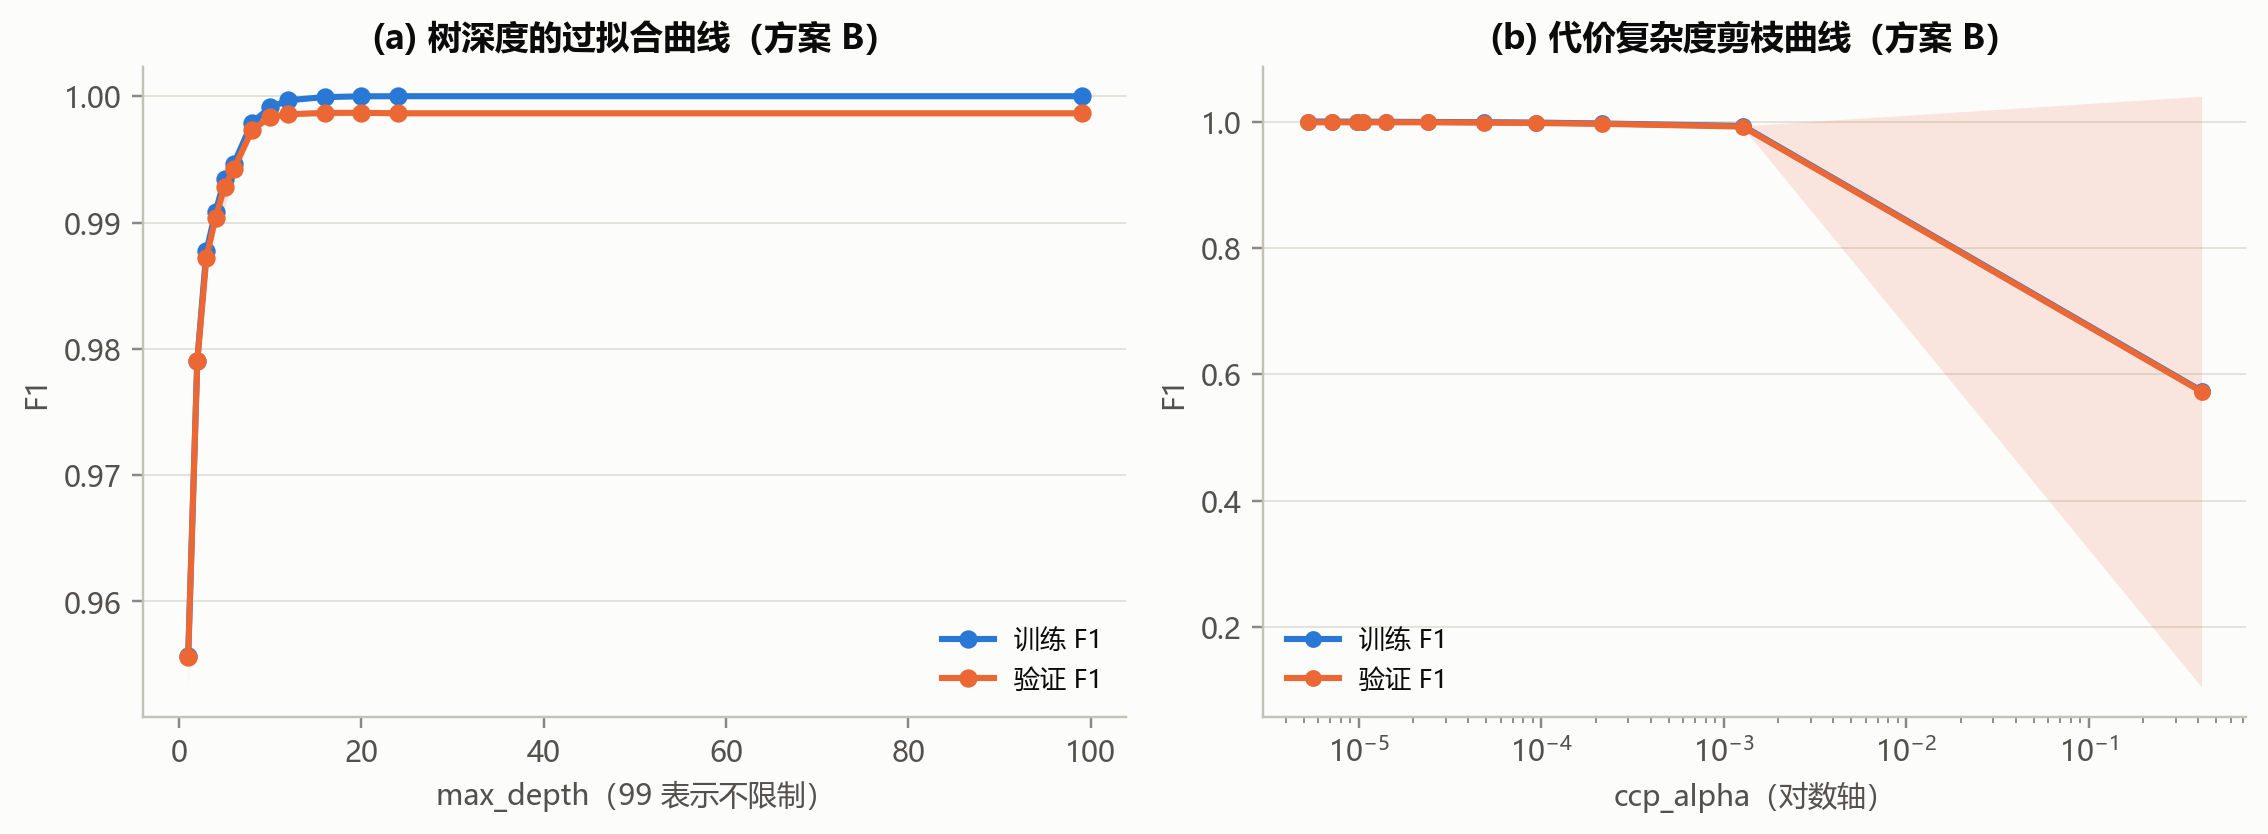 (a) 树深度的过拟合曲线（方案 B）
1.00
0.99
0.98
0.97
0.96
F1
0
20
40
60
80
100
max_depth（99 表示不限制）
训练 F1
验证 F1
(b) 代价复杂度剪枝曲线（方案 B）
1.0
0.8
0.6
0.4
0.2
F1
10⁻⁵
10⁻⁴
10⁻³
10⁻²
10⁻¹
ccp_alpha（对数轴）
训练 F1
验证 F1